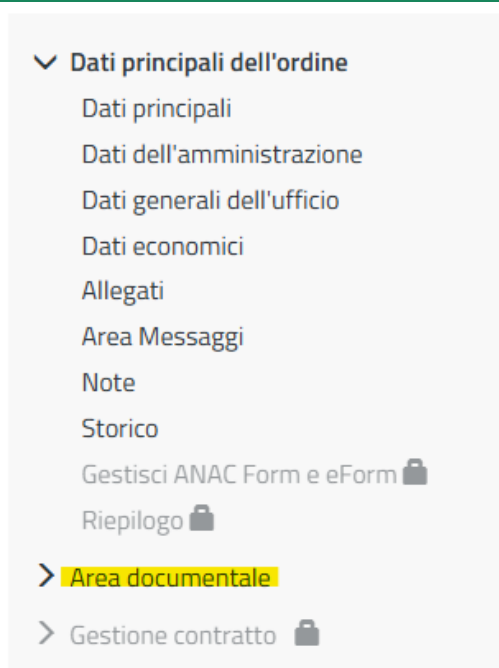 Dati principali dell'ordine
Dati principali
Dati dell'amministrazione
Dati generali dell'ufficio
Dati economici
Allegati
Area Messaggi
Note
Storico
Gestisci ANAC Form e eForm
Riepilogo
Area documentale
Gestione contratto